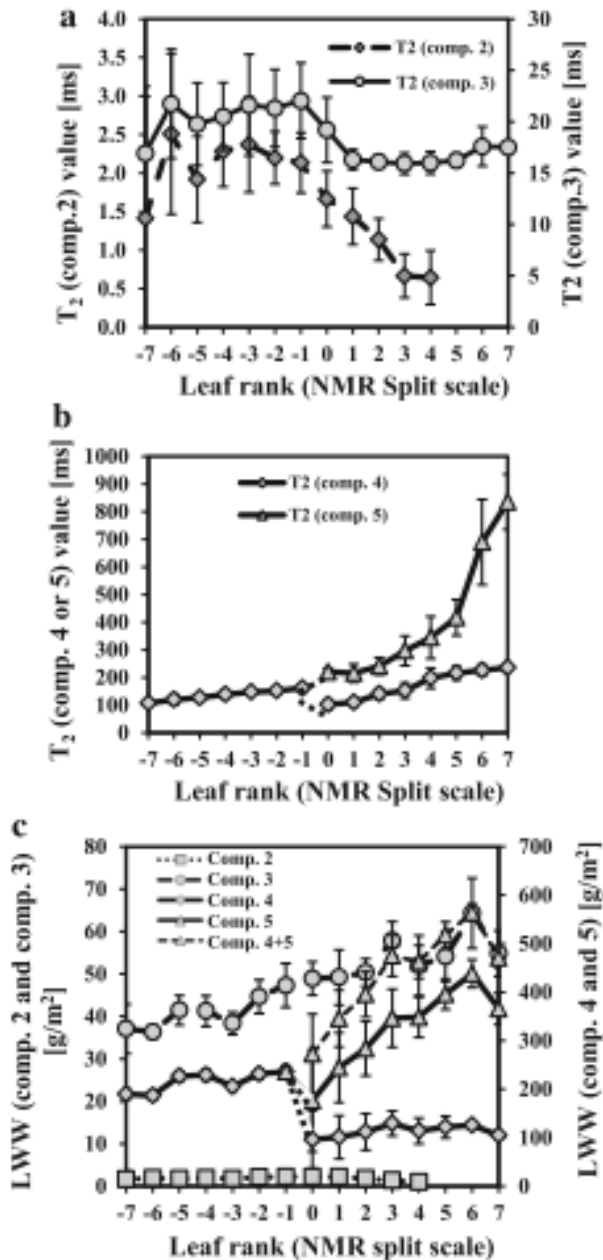 a
4.0
3.5
3.0
2.5
2.0
1.5
1.0
0.5
0.0
T2 (comp.2) value [ms]
T2 (comp. 2)
T2 (comp. 3)
30
25
20
15
10
5
0
T2 (comp.3) value [ms]
-7 -6 -5 -4 -3 -2 -1 0 1 2 3 4 5 6 7
Leaf rank (NMR Split scale)
b
1000
900
800
700
600
500
400
300
200
100
0
T2 (comp. 4 or 5) value [ms]
T2 (comp. 4)
T2 (comp. 5)
-7 -6 -5 -4 -3 -2 -1 0 1 2 3 4 5 6 7
Leaf rank (NMR Split scale)
c
80
70
60
50
40
30
20
10
0
LWW (comp. 2 and comp. 3)
[g/m²]
Comp. 2
Comp. 3
Comp. 4
Comp. 5
Comp. 4+5
700
600
500
400
300
200
100
0
LWW (comp. 4 and 5) [g/m²]
-7 -6 -5 -4 -3 -2 -1 0 1 2 3 4 5 6 7
Leaf rank (NMR Split scale)